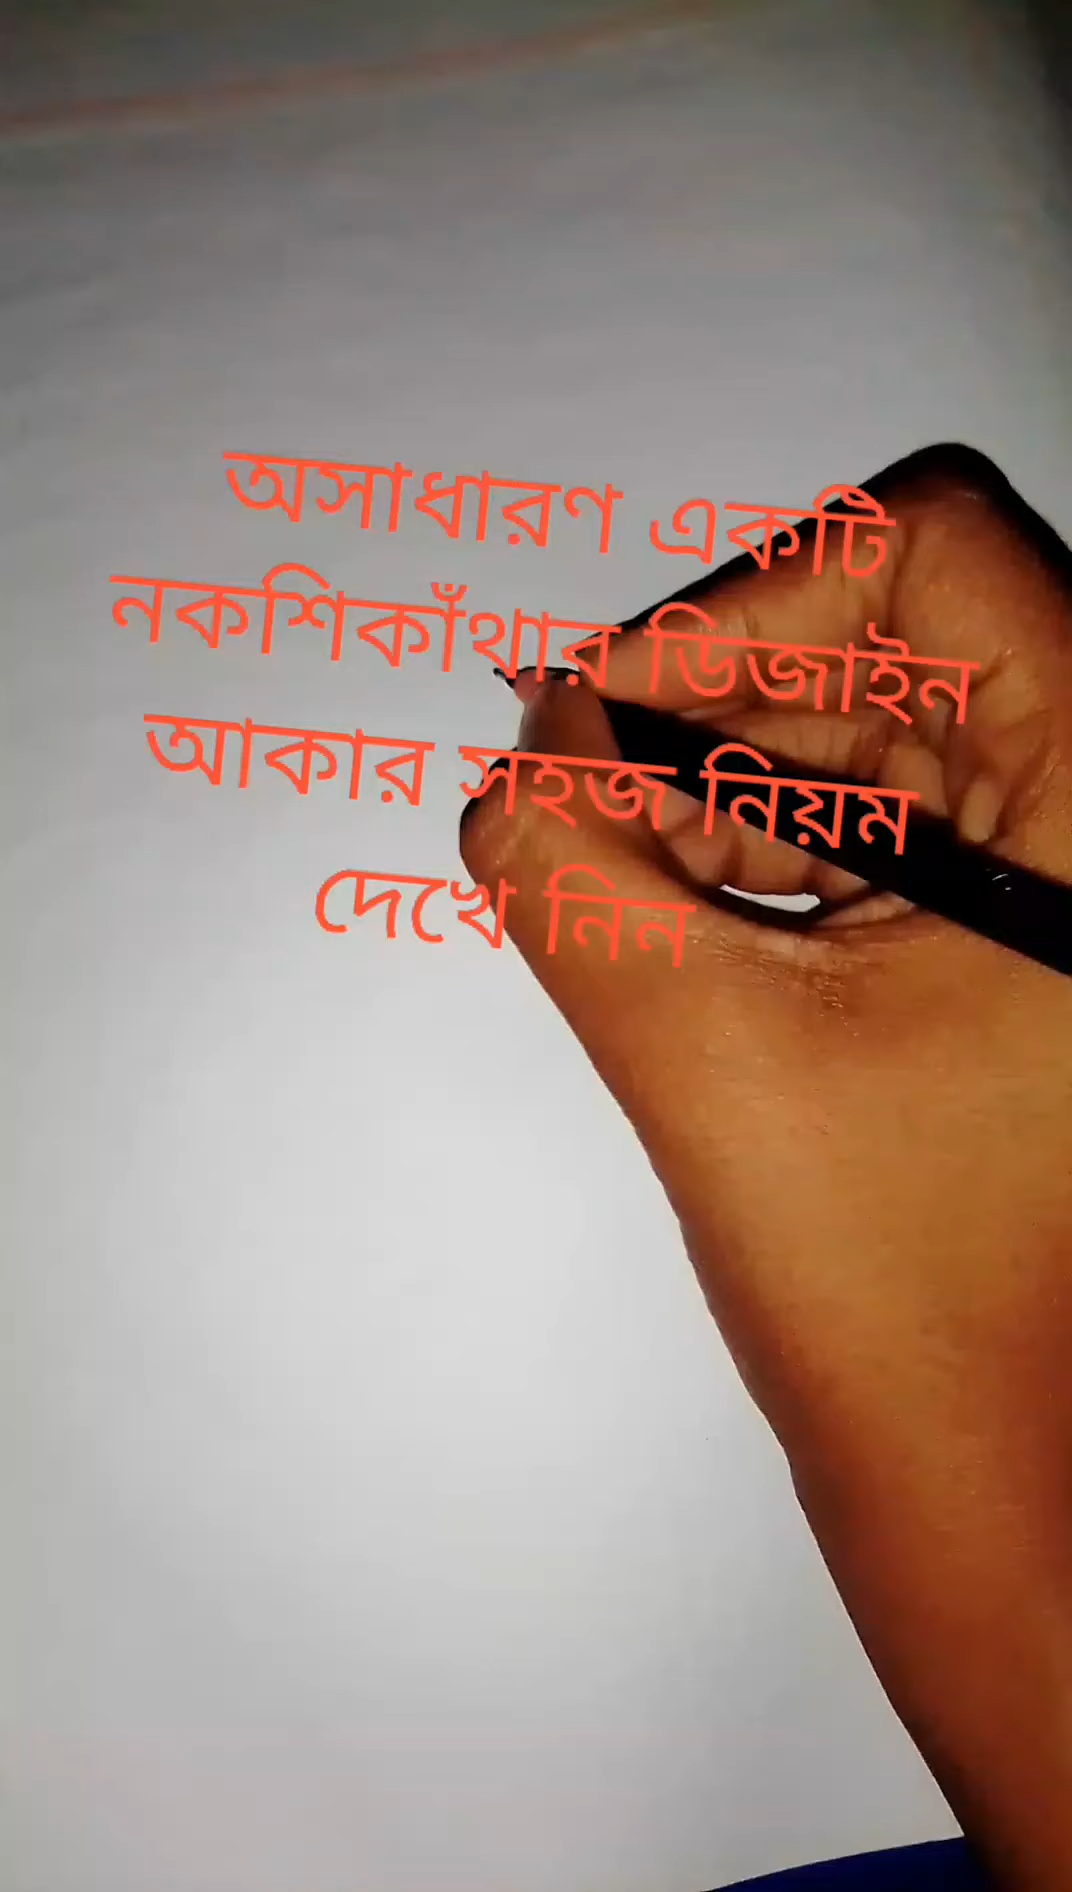 অসাধারণ একটি
নকশিকাঁথার ডিজাইন
আকার সহজ নিয়ম
দেখে নিন